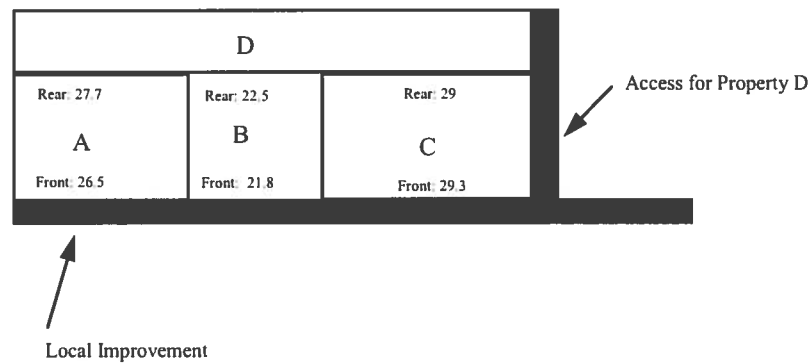 D
Rear: 27.7
Rear: 22.5
Rear: 29
Access for Property D
A
B
C
Front: 26.5
Front: 21.8
Front: 29.3
Local Improvement